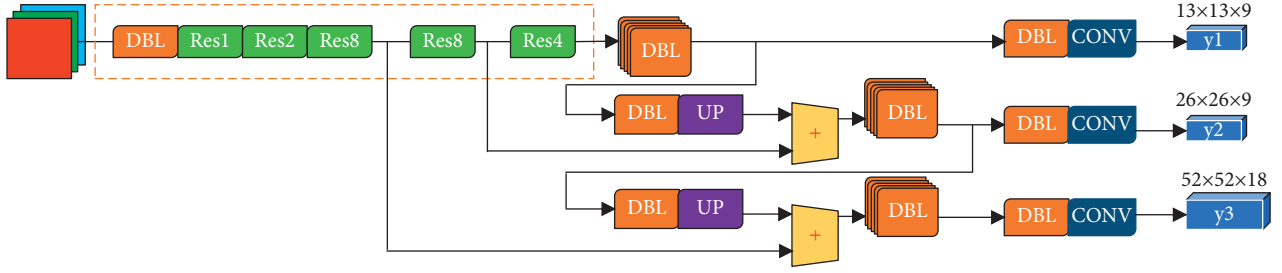 13×13×9
DBL Res1 Res2 Res8 Res8 Res4 DBL DBL CONV y1
26×26×9
DBL UP + DBL DBL CONV y2
52×52×18
DBL UP + DBL DBL CONV y3